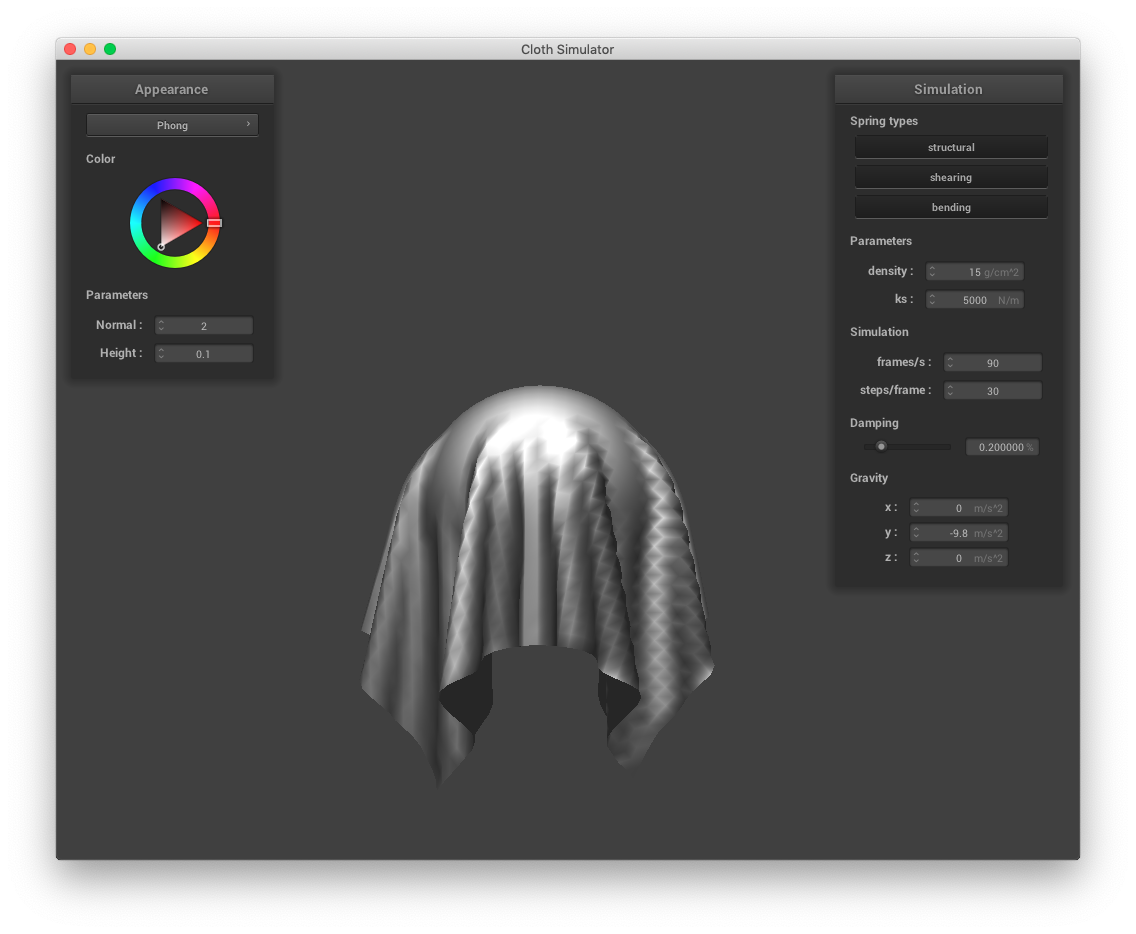 Cloth Simulator
Appearance
Phong
Color
Parameters
Normal : 2
Height : 0.1
Simulation
Spring types
structural
shearing
bending
Parameters
density : 15 g/cm^2
ks : 5000 N/m
Simulation
frames/s : 90
steps/frame : 30
Damping
0.200000 %
Gravity
x : 0 m/s^2
y : -9.8 m/s^2
z : 0 m/s^2